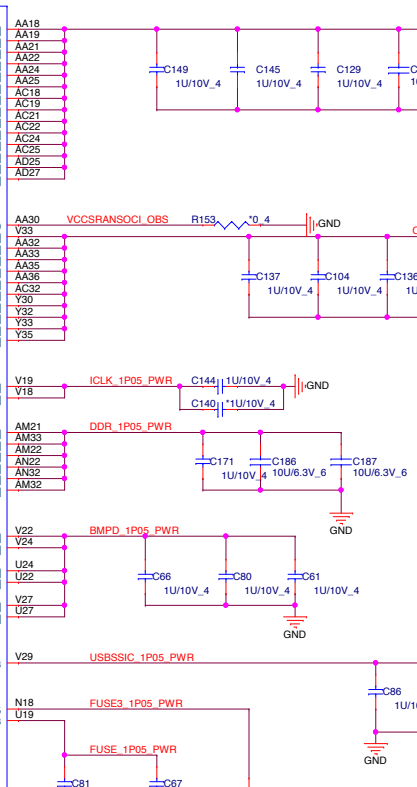 AA18
AA19
AA21
AA22
AA24
AA25
AC18
AC19
AC21
AC22
AC24
AC25
AD25
AD27
C149
1U/10V_4
C145
1U/10V_4
C129
1U/10V_4
C
10
AA30 VCCSRANSOCI_OBS R153 *0_4 GND
V33
AA32
AA33
AA35
AA36
AC32
Y30
Y32
Y33
Y35
C137
1U/10V_4
C104
1U/10V_4
C136
1U
V19 ICLK_1P05_PWR C144 1U/10V_4 GND
V18
C140 *1U/10V_4
AM21 DDR_1P05_PWR
AM33
AM22
AN22
AN32
AM32
C171
1U/10V_4
C186
10U/6.3V_6
C187
10U/6.3V_6
GND
V22 BMPD_1P05_PWR
V24
U24
U22
V27
U27
C66
1U/10V_4
C80
1U/10V_4
C61
1U/10V_4
GND
V29 USBSSIC_1P05_PWR
C86
1U/10
GND
N18 FUSE3_1P05_PWR
U19
FUSE_1P05_PWR
C81 C67